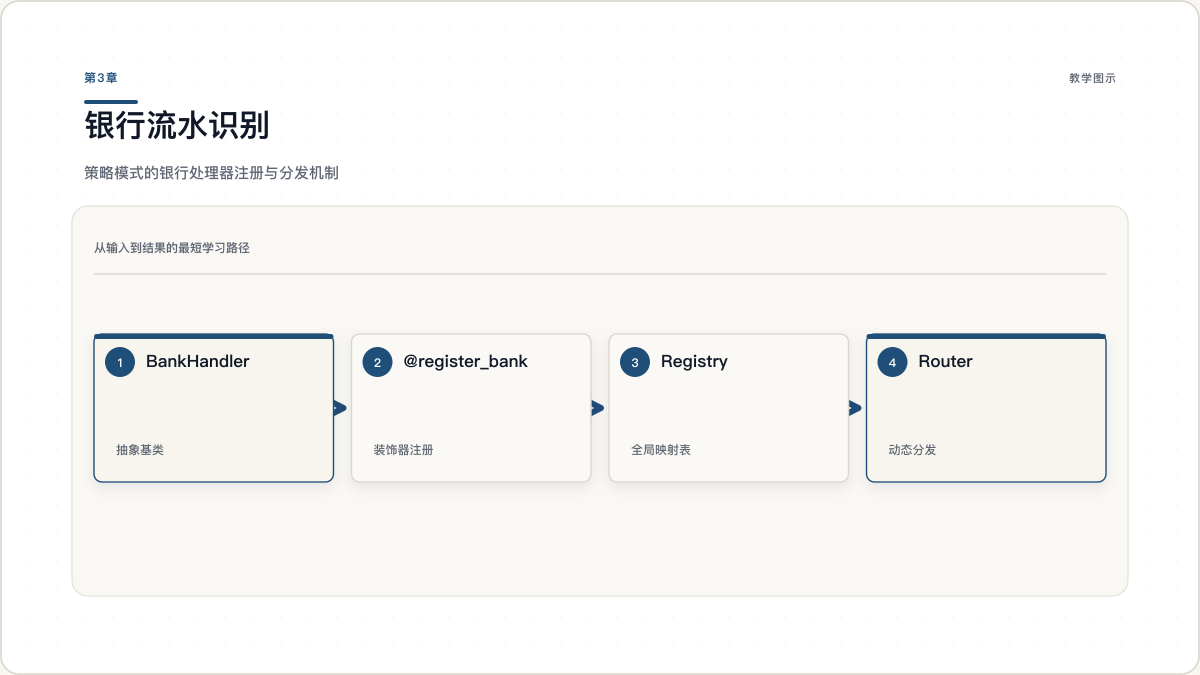 第3章
教学图示
银行流水识别
策略模式的银行处理器注册与分发机制
从输入到结果的最短学习路径
1 BankHandler
抽象基类
2 @register_bank
装饰器注册
3 Registry
全局映射表
4 Router
动态分发